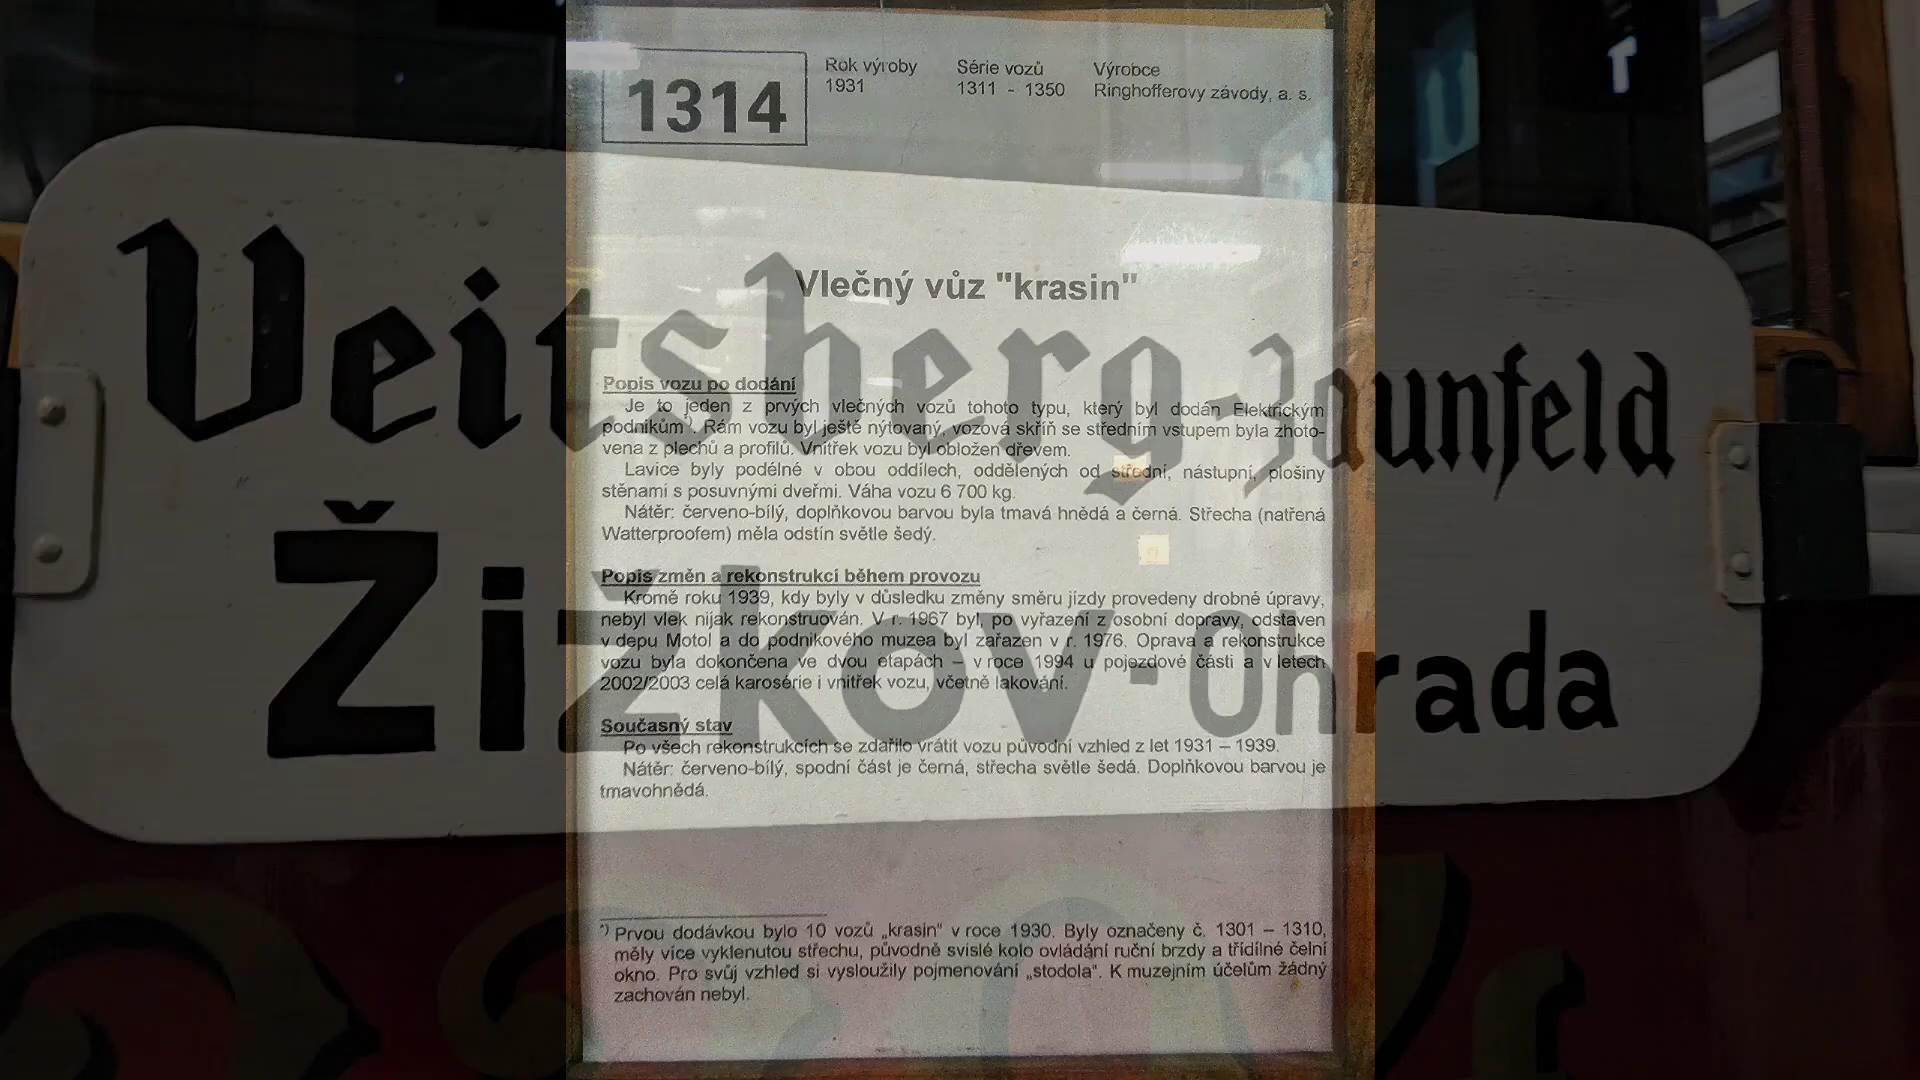 1314
Rok výroby
1931
Série vozů
1311 - 1350
Výrobce
Ringhofferovy závody, a. s.
Vlečný vůz "krasin"
Veitsberg-Zaunfeld
Žižkov-Ohrada
Popis vozu po dodání
Je to jeden z prvých vlečných vozů tohoto typu, který byl dodán Elektrickým
podnikům*). Rám vozu byl ještě nýtovaný, vozová skříň se středním vstupem byla zhoto-
vena z plechů a profilů. Vnitřek vozu byl obložen dřevem.
Lavice byly podélné v obou oddílech, oddělených od střední, nástupní, plošiny
stěnami s posuvnými dveřmi. Váha vozu 6 700 kg.
Nátěr: červeno-bílý, doplňkovou barvou byla tmavá hnědá a černá. Střecha (natřená
Watterproofem) měla odstín světle šedý.
Popis změn a rekonstrukcí během provozu
Kromě roku 1939, kdy byly v důsledku změny směru jízdy provedeny drobné úpravy,
nebyl vlek nijak rekonstruován. V r. 1967 byl, po vyřazení z osobní dopravy, odstaven
v depu Motol a do podnikového muzea byl zařazen v r. 1976. Oprava a rekonstrukce
vozu byla dokončena ve dvou etapách – v roce 1994 u pojezdové části a v letech
2002/2003 celá karosérie i vnitřek vozu, včetně lakování.
Současný stav
Po všech rekonstrukcích se zdařilo vrátit vozu původní vzhled z let 1931 – 1939.
Nátěr: červeno-bílý, spodní část je černá, střecha světle šedá. Doplňkovou barvou je
tmavohnědá.
*) Prvou dodávkou bylo 10 vozů „krasin“ v roce 1930. Byly označeny č. 1301 – 1310,
měly více vyklenutou střechu, původně svislé kolo ovládání ruční brzdy a třídílné čelní
okno. Pro svůj vzhled si vysloužily pojmenování „stodola“. K muzejním účelům žádný
zachován nebyl.